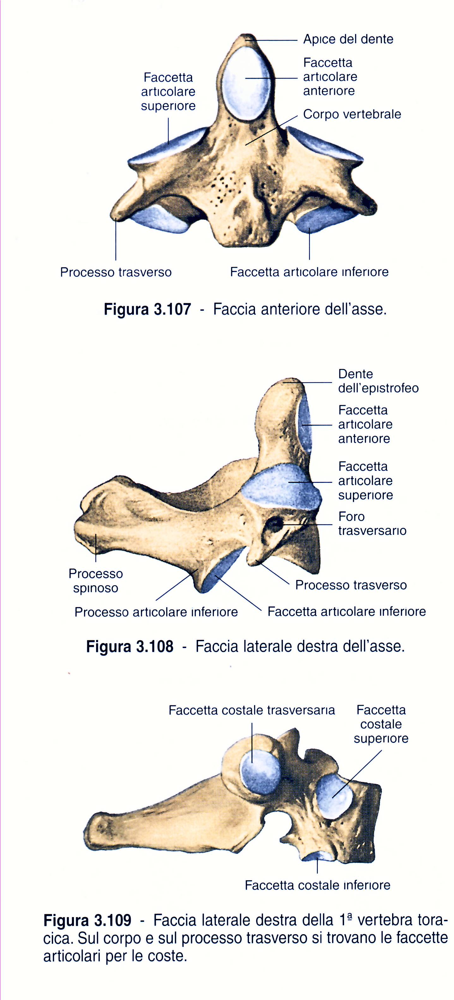 Apice del dente
Faccetta
articolare
anteriore
Faccetta
articolare
superiore
Corpo vertebrale
Processo trasverso
Faccetta articolare inferiore
Figura 3.107 - Faccia anteriore dell'asse.
Dente
dell'epistrofeo
Faccetta
articolare
anteriore
Faccetta
articolare
superiore
Foro
trasversario
Processo
spinoso
Processo trasverso
Processo articolare inferiore
Faccetta articolare inferiore
Figura 3.108 - Faccia laterale destra dell'asse.
Faccetta costale trasversaria
Faccetta
costale
superiore
Faccetta costale inferiore
Figura 3.109 - Faccia laterale destra della 1ª vertebra tora-
cica. Sul corpo e sul processo trasverso si trovano le faccette
articolari per le coste.